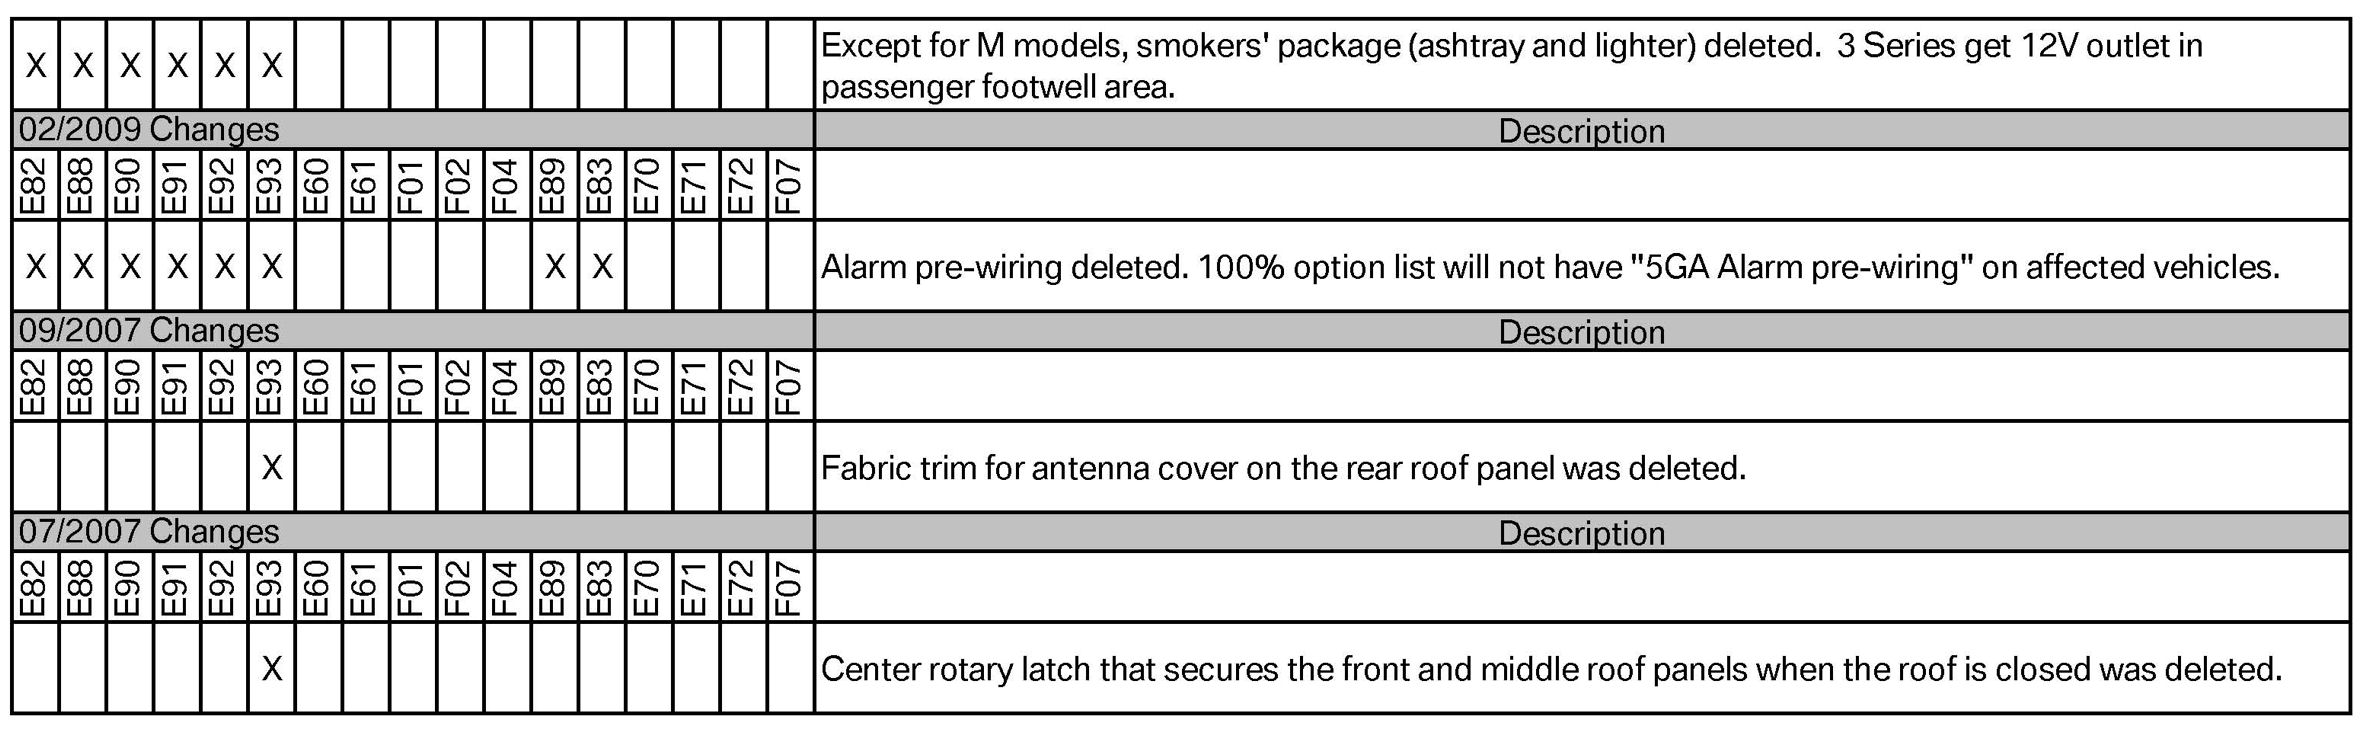 X X X X X X Except for M models, smokers' package (ashtray and lighter) deleted.  3 Series get 12V outlet in
passenger footwell area.
02/2009 Changes Description
E82 E88 E90 E91 E92 E93 E60 E61 F01 F02 F04 E89 E83 E70 E71 E72 F07
X X X X X X X X Alarm pre-wiring deleted. 100% option list will not have "5GA Alarm pre-wiring" on affected vehicles.
09/2007 Changes Description
E82 E88 E90 E91 E92 E93 E60 E61 F01 F02 F04 E89 E83 E70 E71 E72 F07
X Fabric trim for antenna cover on the rear roof panel was deleted.
07/2007 Changes Description
E82 E88 E90 E91 E92 E93 E60 E61 F01 F02 F04 E89 E83 E70 E71 E72 F07
X Center rotary latch that secures the front and middle roof panels when the roof is closed was deleted.